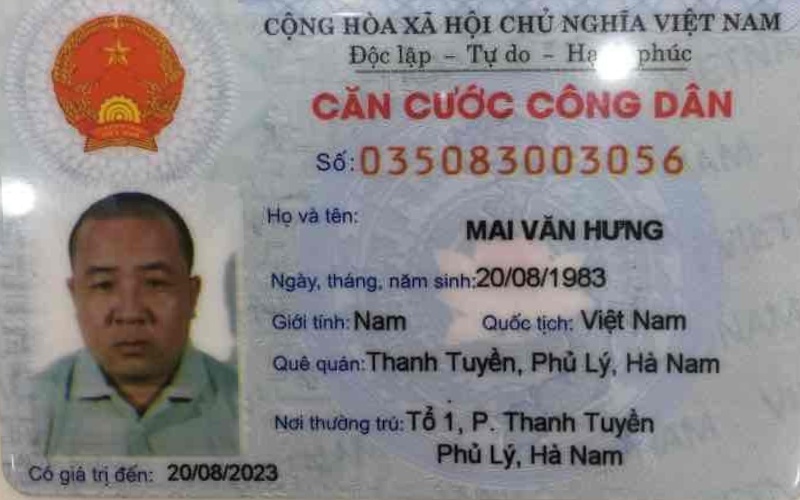 CỘNG HÒA XÃ HỘI CHỦ NGHĨA VIỆT NAM
Độc lập - Tự do - Hạ phúc
CĂN CƯỚC CÔNG DÂN
Số: 035083003056
Họ và tên: MAI VĂN HƯNG
Ngày, tháng, năm sinh: 20/08/1983
Giới tính: Nam Quốc tịch: Việt Nam
Quê quán: Thanh Tuyền, Phủ Lý, Hà Nam
Nơi thường trú: Tổ 1, P. Thanh Tuyền
Phủ Lý, Hà Nam
Có giá trị đến: 20/08/2023